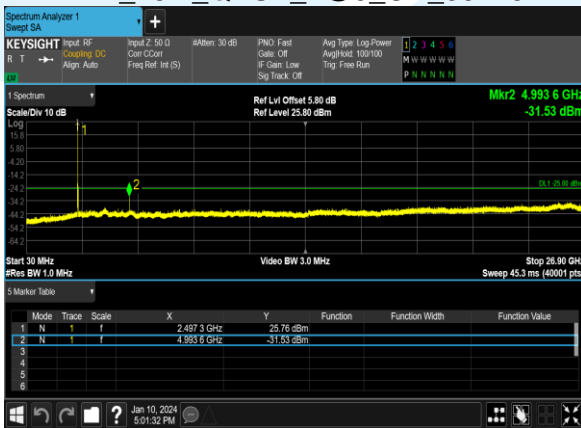 Spectrum Analyzer 1
Swept SA
+
KEYSIGHT Input: RF Input Z: 50 Ω #Atten: 30 dB PNO: Fast Avg Type: Log-Power 1 2 3 4 5 6
R T Coupling: DC Corr CCorr Gate: Off Avg|Hold: 100/100 M W W W W W
Align: Auto Freq Ref: Int (S) IF Gain: Low Trig: Free Run
LXI Sig Track: Off P N N N N N
1 Spectrum Ref Lvl Offset 5.80 dB Mkr2 4.993 6 GHz
Scale/Div 10 dB Ref Level 25.80 dBm -31.53 dBm
Log
15.8
5.80
-4.20
-14.2
-24.2
-34.2
-44.2
-54.2
-64.2
1
2
DL1 -25.00 dBm
Start 30 MHz Video BW 3.0 MHz Stop 26.90 GHz
#Res BW 1.0 MHz Sweep 45.3 ms (40001 pts
5 Marker Table
Mode Trace Scale X Y Function Function Width Function Value
1 N 1 f 2.497 3 GHz 25.76 dBm
2 N 1 f 4.993 6 GHz -31.53 dBm
3
4
5
6
? Jan 10, 2024
5:01:32 PM